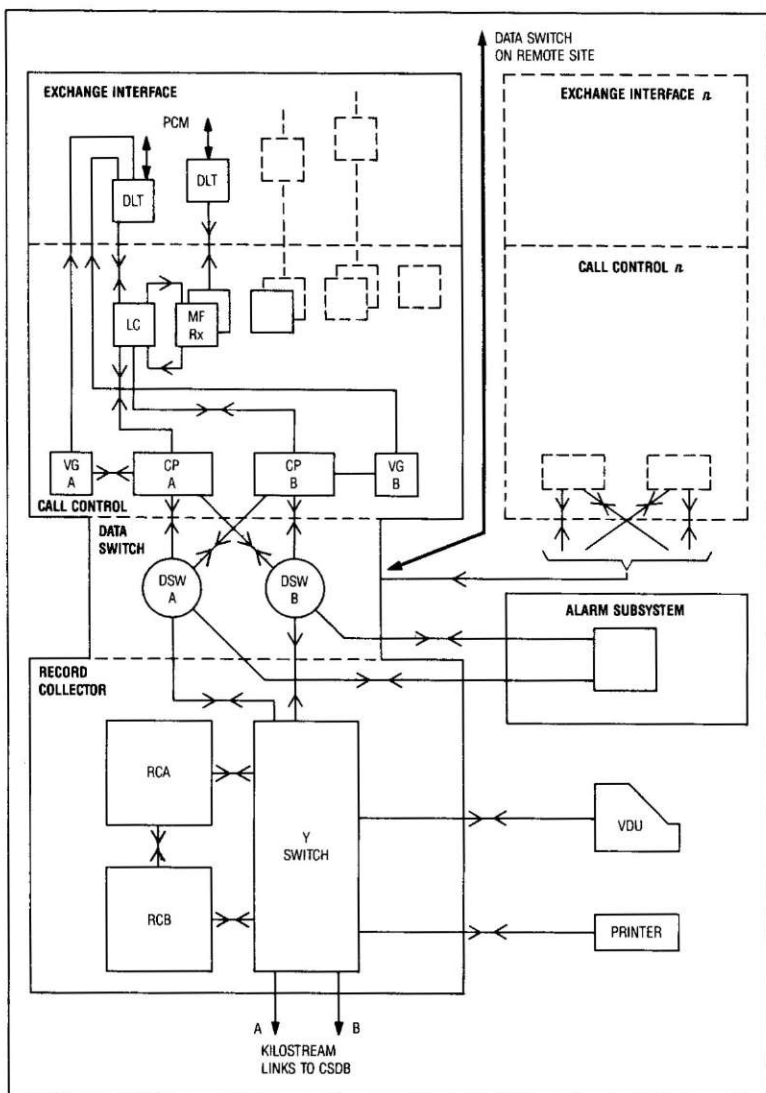 DATA SWITCH
ON REMOTE SITE
EXCHANGE INTERFACE
PCM
DLT
DLT
LC
MF
Rx
VG
A
CP
A
CP
B
VG
B
CALL CONTROL
DATA
SWITCH
DSW
A
DSW
B
EXCHANGE INTERFACE n
CALL CONTROL n
ALARM SUBSYSTEM
RECORD
COLLECTOR
RCA
RCB
Y
SWITCH
VDU
PRINTER
A
B
KILOSTREAM
LINKS TO CSDB